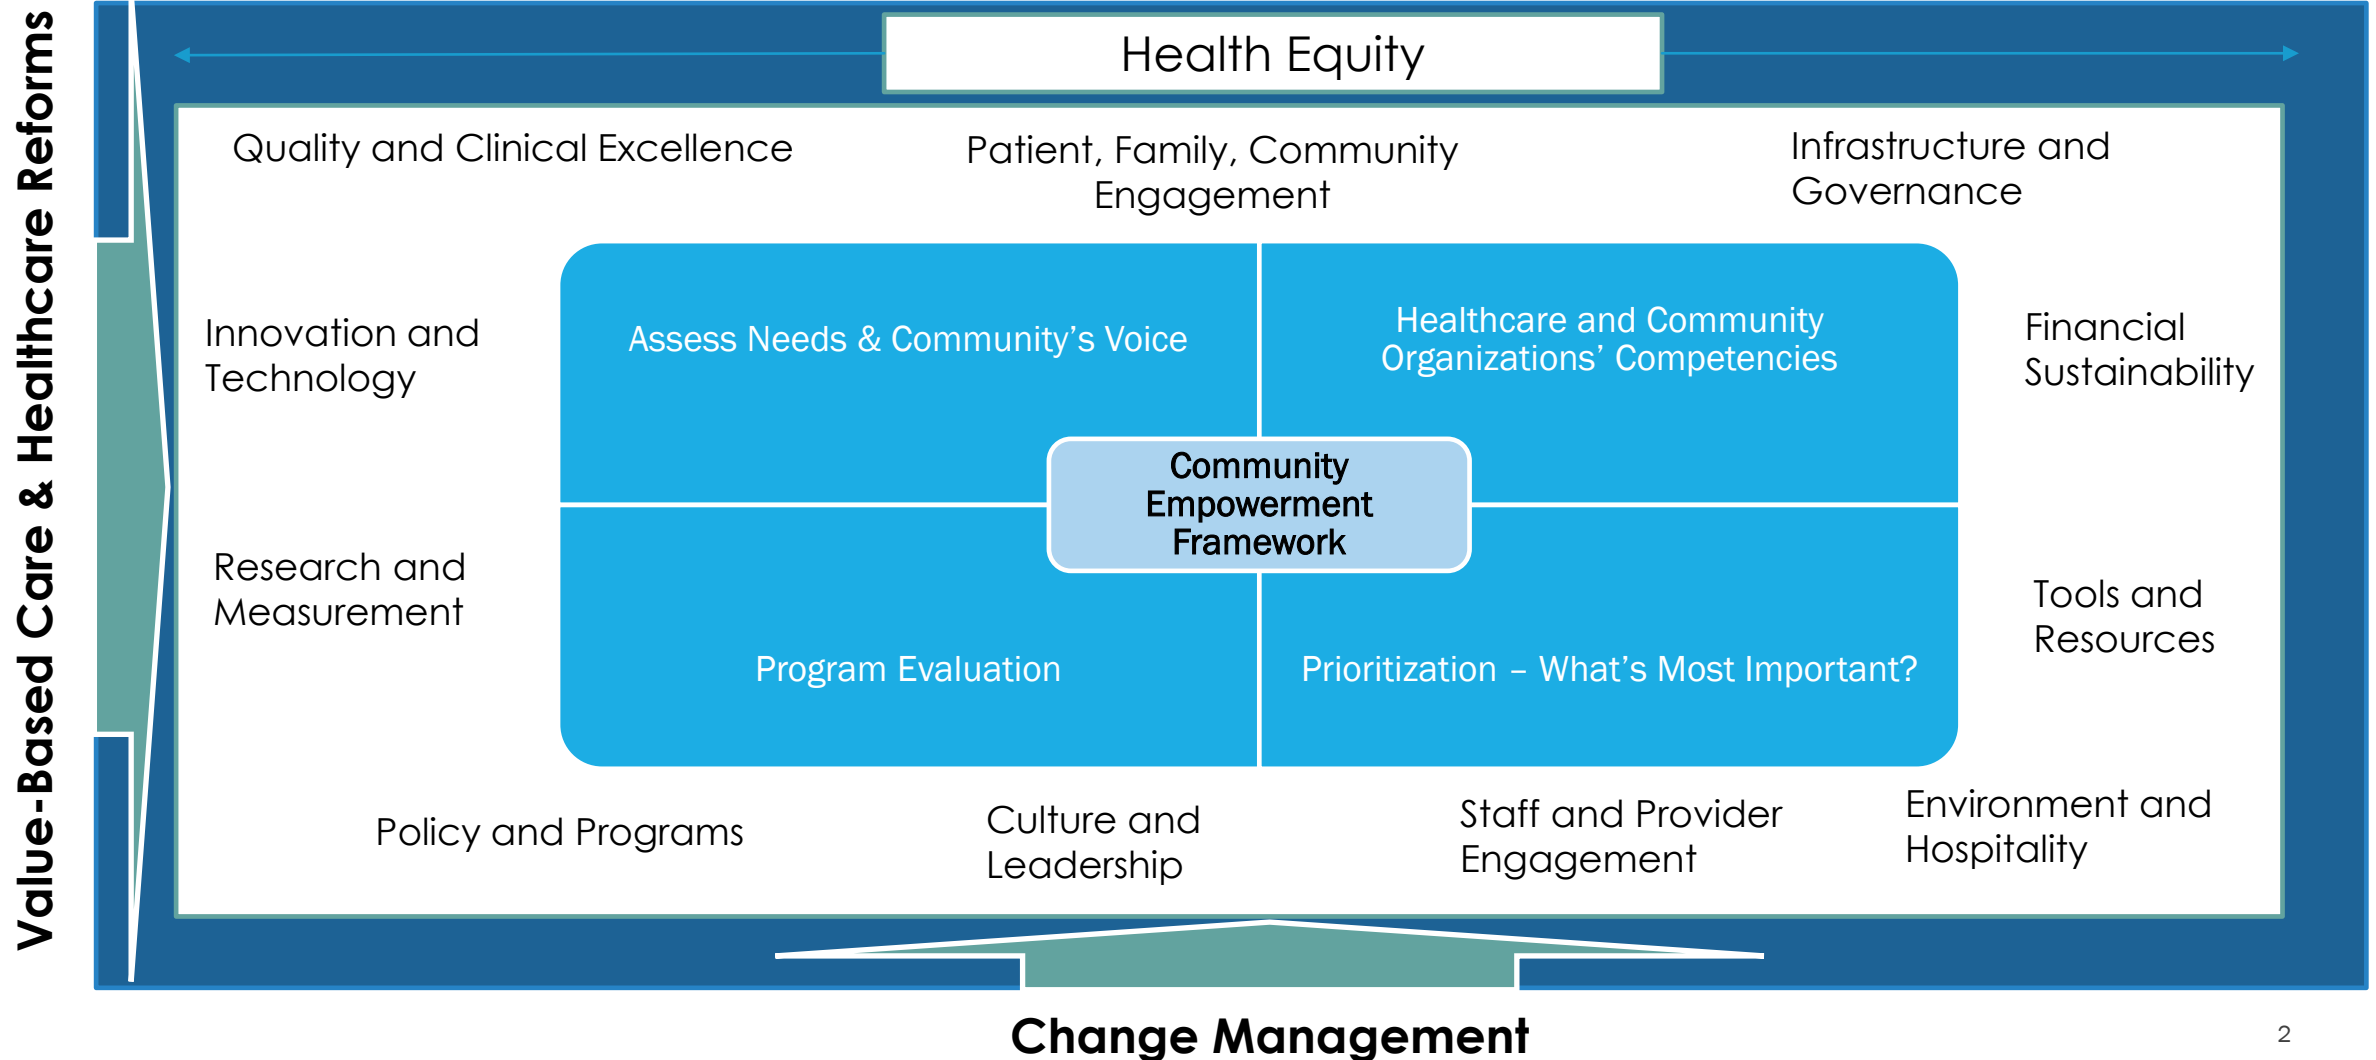 Value-Based Care & Healthcare Reforms
Health Equity
Quality and Clinical Excellence
Patient, Family, Community
Engagement
Infrastructure and
Governance
Innovation and
Technology
Assess Needs & Community’s Voice
Healthcare and Community
Organizations’ Competencies
Financial
Sustainability
Community
Empowerment
Framework
Research and
Measurement
Program Evaluation
Prioritization – What’s Most Important?
Tools and
Resources
Policy and Programs
Culture and
Leadership
Staff and Provider
Engagement
Environment and
Hospitality
Change Management
2